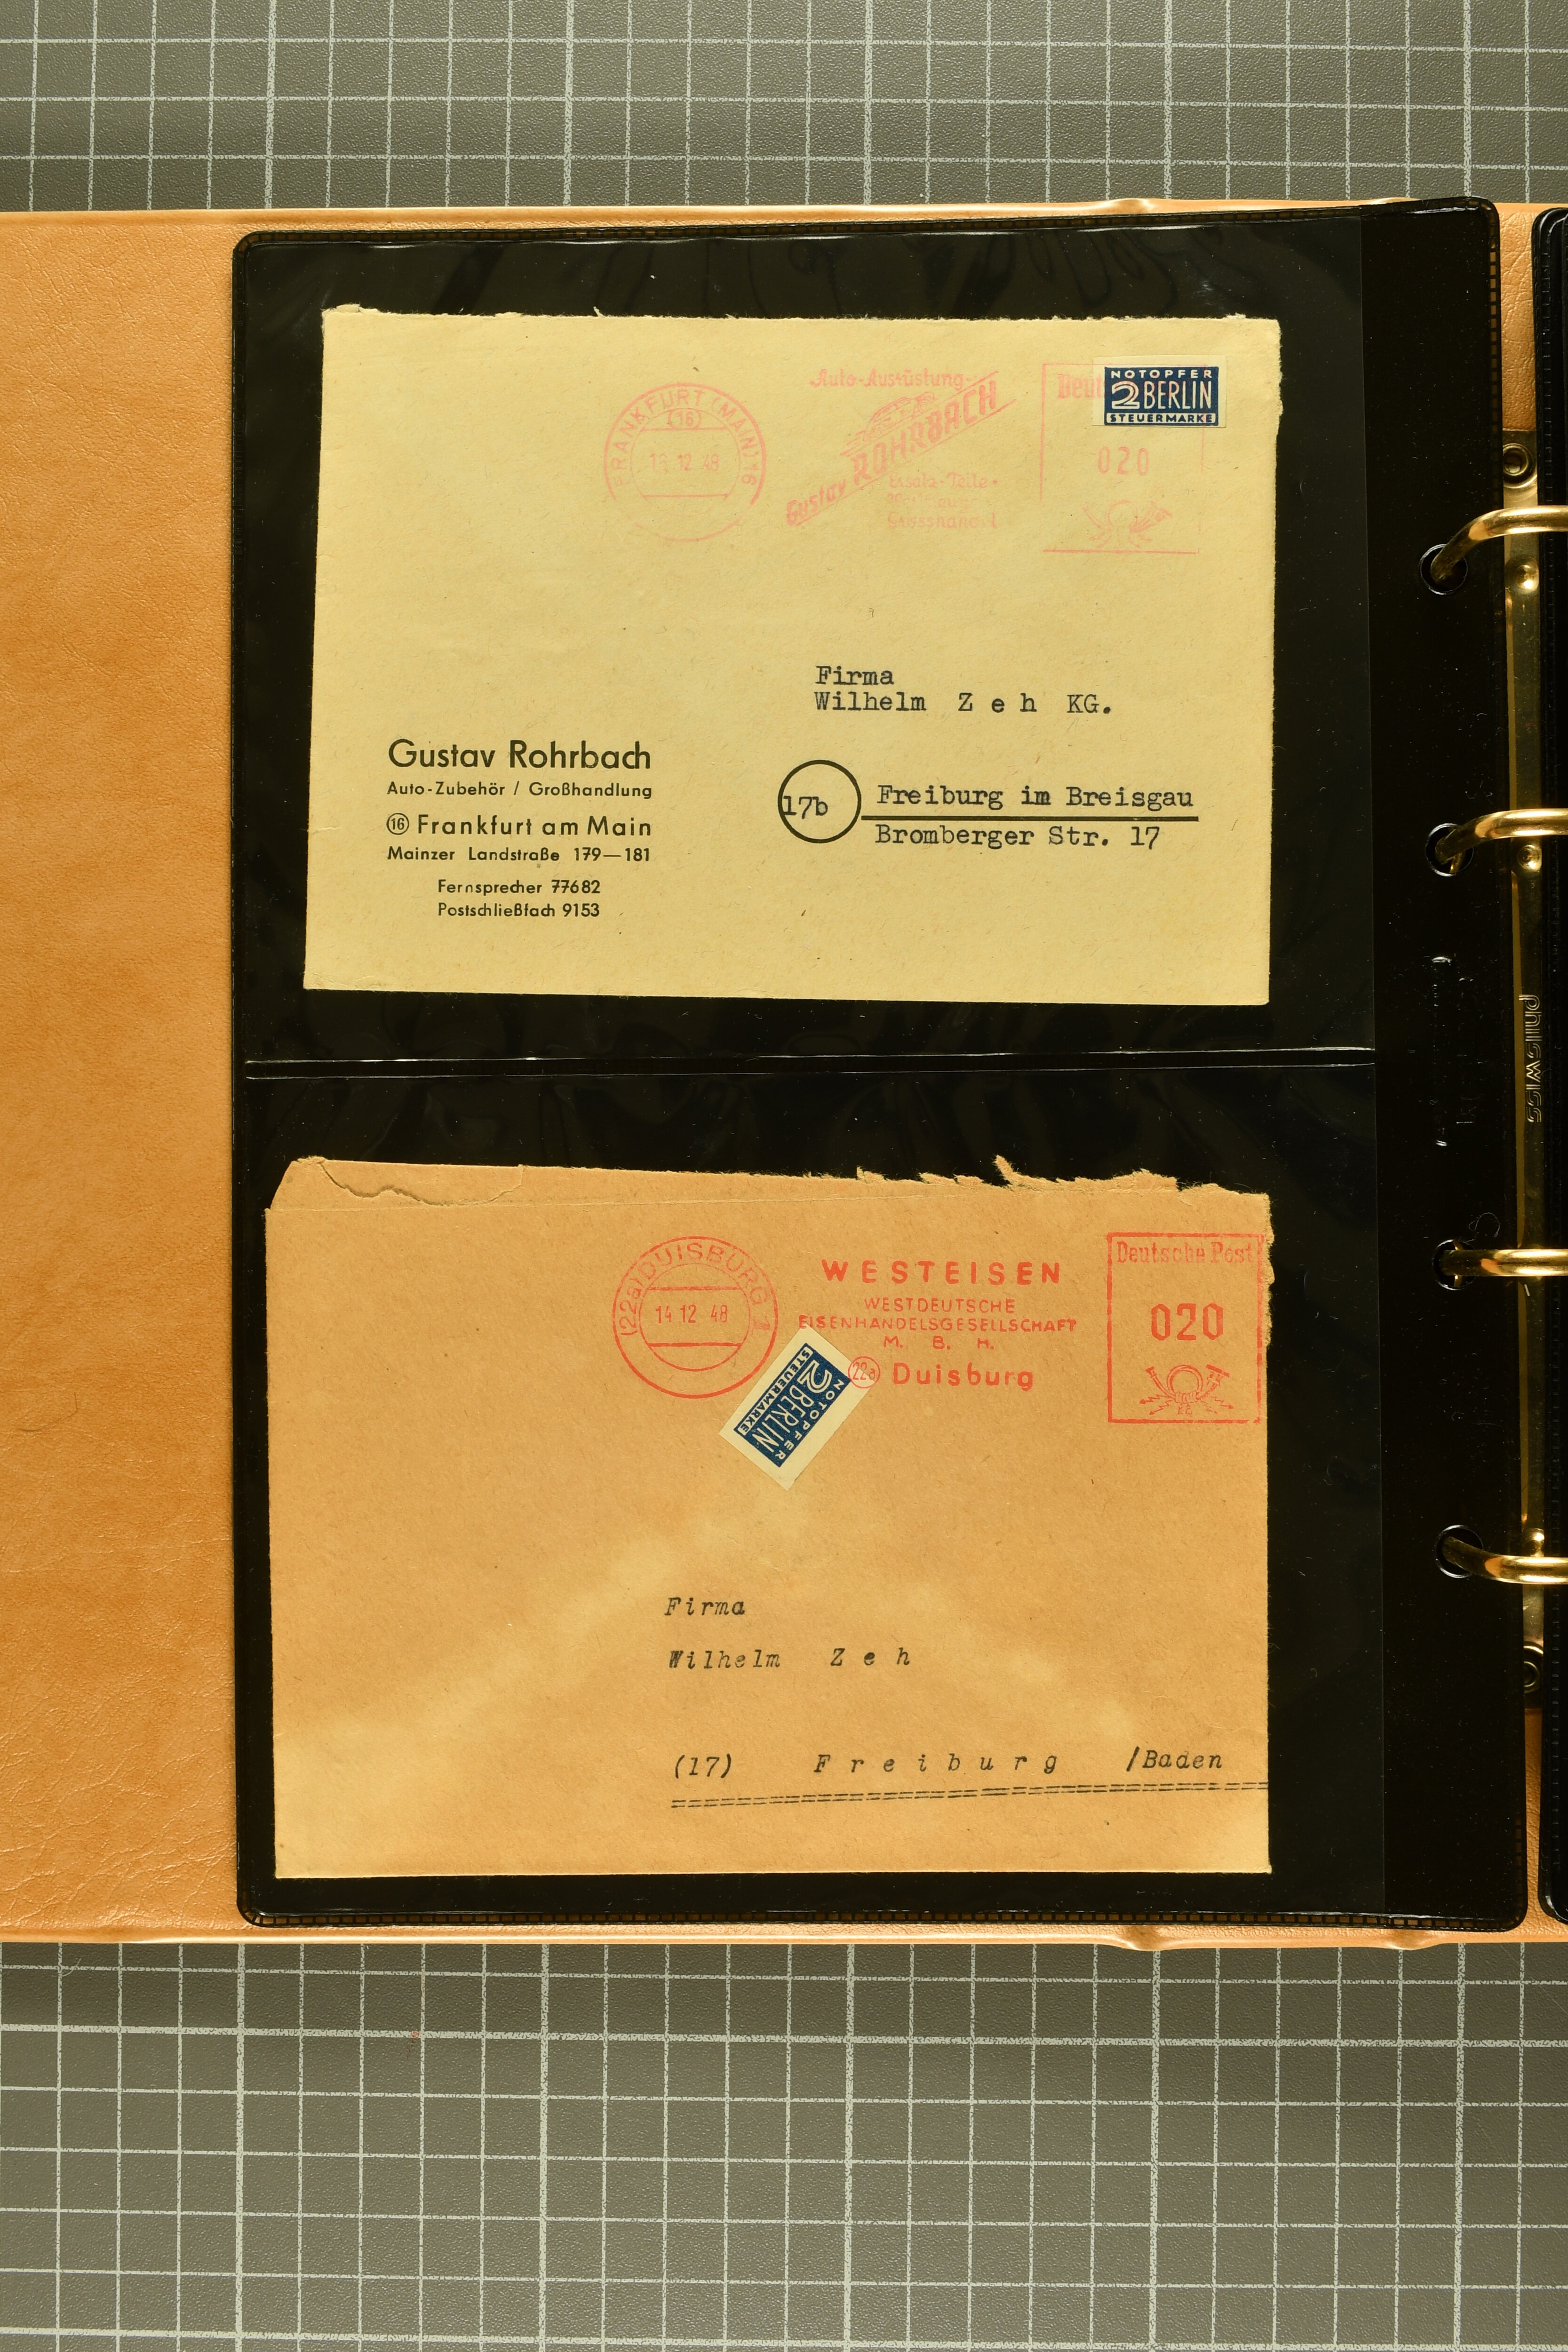 FRANKFURT (MAIN) 16
(16)
12 48
Auto-Ausrüstung-
Gustav ROHRBACH
Ersatz-Teile-
Grosshandel
NOTOPFER
2 BERLIN
STEUERMARKE
020
Firma
Wilhelm Z e h KG.
17b Freiburg im Breisgau
Bromberger Str. 17
Gustav Rohrbach
Auto-Zubehör / Großhandlung
16 Frankfurt am Main
Mainzer Landstraße 179—181
Fernsprecher 77682
Postschließfach 9153
(22a) DUISBURG 1
14 12 48
WESTEISEN
WESTDEUTSCHE
EISENHANDELSGESELLSCHAFT
M. B. H.
22a Duisburg
Deutsche Post
020
NOTOPFER
2 BERLIN
STEUERMARKE
Firma
Wilhelm Z e h
(17) F r e i b u r g /Baden
philswiss